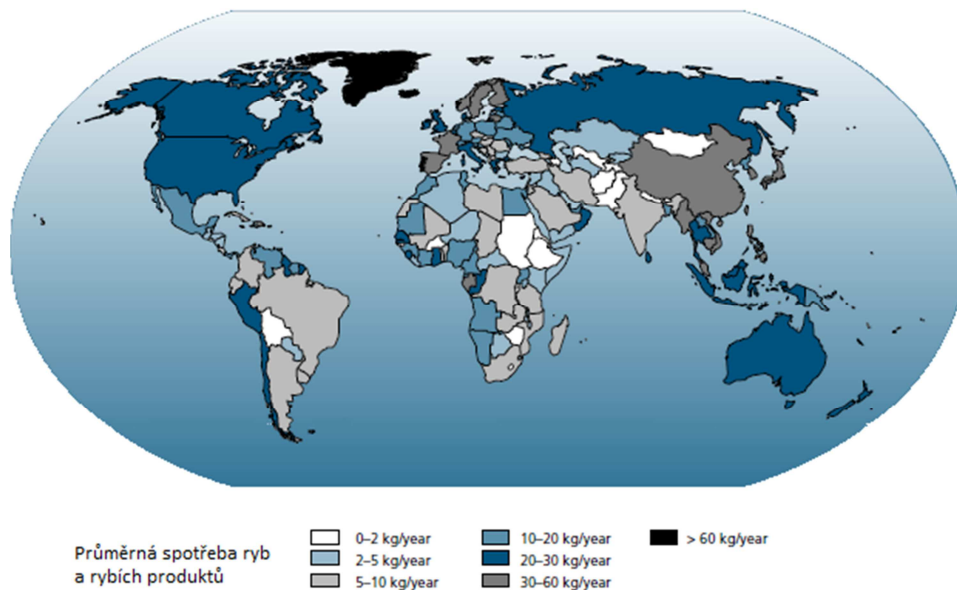 Průměrná spotřeba ryb
a rybích produktů
0–2 kg/year
2–5 kg/year
5–10 kg/year
10–20 kg/year
20–30 kg/year
30–60 kg/year
> 60 kg/year